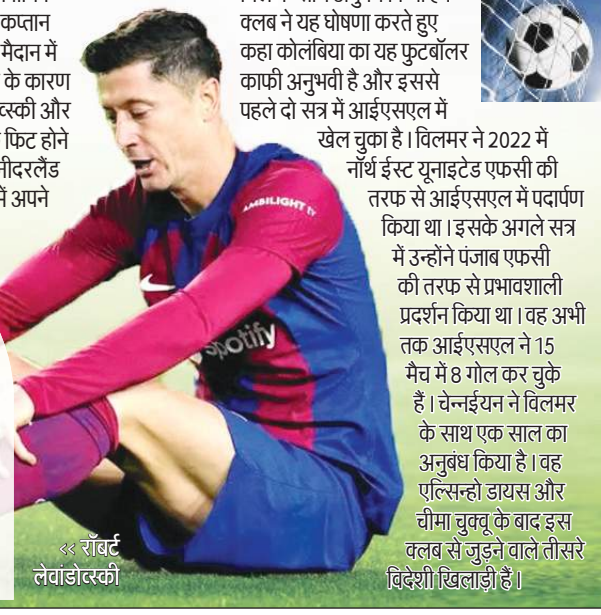 कप्तान
मैदान में
के कारण
व्स्की और
फिट होने
नीदरलैंड
में अपने
क्लब ने यह घोषणा करते हुए
कहा कोलंबिया का यह फुटबॉलर
काफी अनुभवी है और इससे
पहले दो सत्र में आईएसएल में
खेल चुका है। विलमर ने 2022 में
नॉर्थ ईस्ट यूनाइटेड एफसी की
तरफ से आईएसएल में पदार्पण
किया था। इसके अगले सत्र
में उन्होंने पंजाब एफसी
की तरफ से प्रभावशाली
प्रदर्शन किया था। वह अभी
तक आईएसएल ने 15
मैच में 8 गोल कर चुके
हैं। चेन्नईयन ने विलमर
के साथ एक साल का
अनुबंध किया है। वह
एल्सिन्हो डायस और
चीमा चुक्वू के बाद इस
क्लब से जुड़ने वाले तीसरे
विदेशी खिलाड़ी हैं।
AMBILIGHT TV
Spotify
<< रॉबर्ट
लेवांडोव्स्की